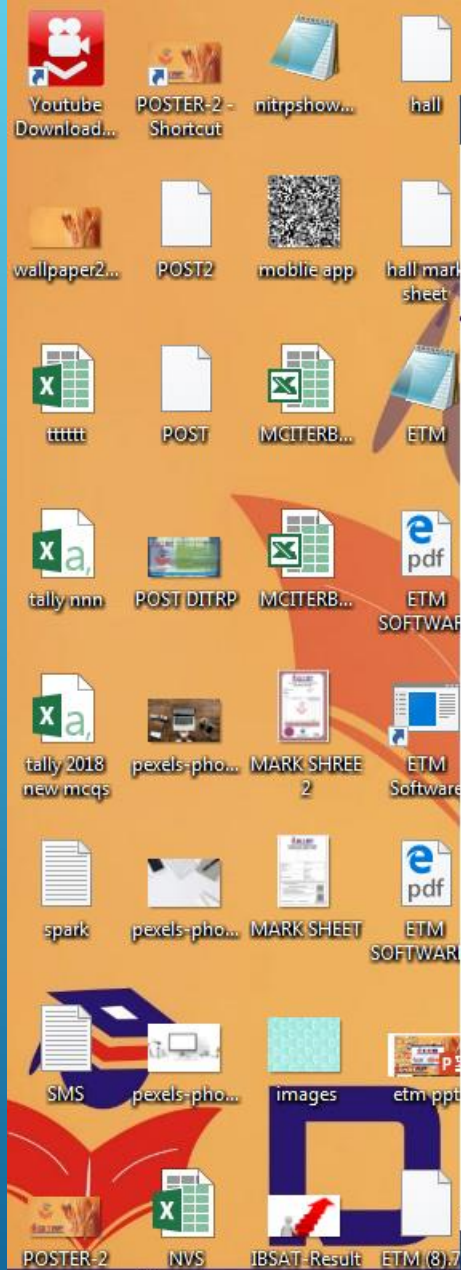 Youtube
Download...
POSTER-2 -
Shortcut
nitrpshow...
hall
wallpaper2...
POST2
moblie app
hall mark
sheet
tttttt
POST
MCITERB...
ETM
tally nnn
POST DITRP
MCITERB...
pdf
ETM
SOFTWAR
tally 2018
new mcqs
pexels-pho...
MARK SHREE
2
ETM
Software
spark
pexels-pho...
MARK SHEET
pdf
ETM
SOFTWAR
SMS
pexels-pho...
images
etm ppt
POSTER-2
NVS
IBSAT-Result
ETM (8).7